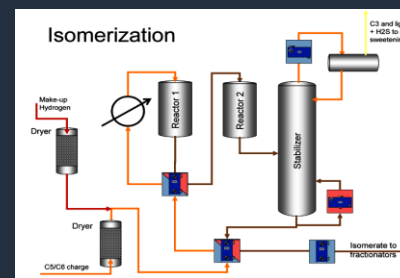 Isomerization
C3 and lig
+ H2S to
sweetenin
Make-up
Hydrogen
Dryer
Reactor 1
Reactor 2
Stabilizer
Dryer
C5/C6 charge
Isomerate to
fractionators